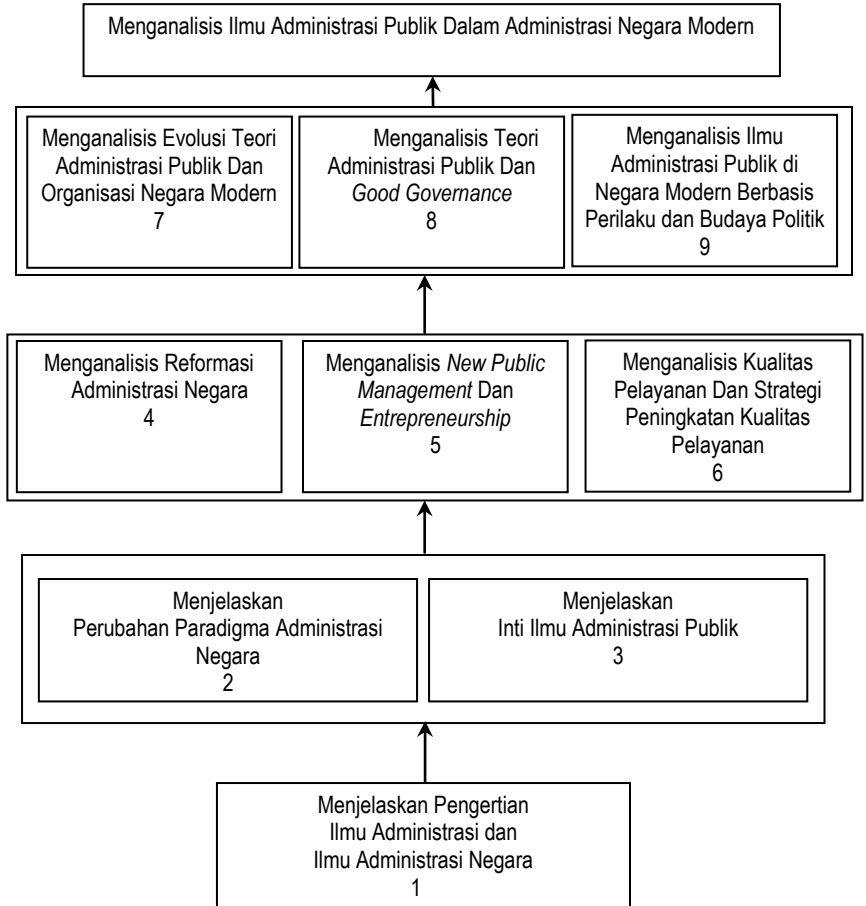 Menganalisis Ilmu Administrasi Publik Dalam Administrasi Negara Modern
Menganalisis Evolusi Teori
Administrasi Publik Dan
Organisasi Negara Modern
7
Menganalisis Teori
Administrasi Publik Dan
Good Governance
8
Menganalisis Ilmu
Administrasi Publik di
Negara Modern Berbasis
Perilaku dan Budaya Politik
9
Menganalisis Reformasi
Administrasi Negara
4
Menganalisis New Public
Management Dan
Entrepreneurship
5
Menganalisis Kualitas
Pelayanan Dan Strategi
Peningkatan Kualitas
Pelayanan
6
Menjelaskan
Perubahan Paradigma Administrasi
Negara
2
Menjelaskan
Inti Ilmu Administrasi Publik
3
Menjelaskan Pengertian
Ilmu Administrasi dan
Ilmu Administrasi Negara
1